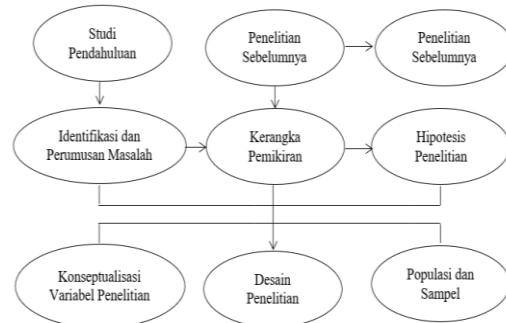 Studi
Pendahuluan
Penelitian
Sebelumnya
Penelitian
Sebelumnya
Identifikasi dan
Perumusan Masalah
Kerangka
Pemikiran
Hipotesis
Penelitian
Konseptualisasi
Variabel Penelitian
Desain
Penelitian
Populasi dan
Sampel